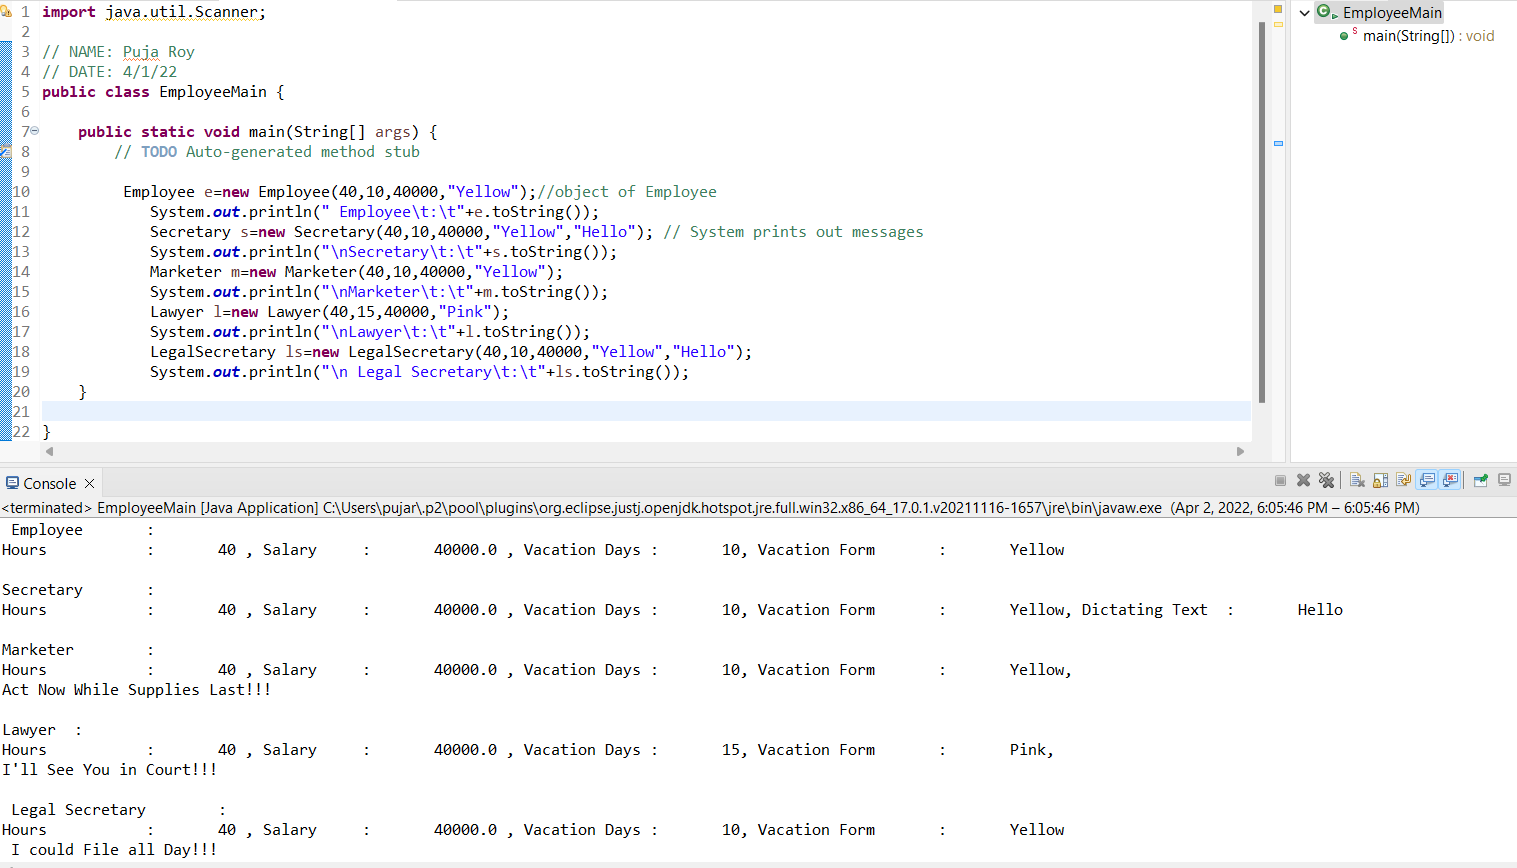 1 import java.util.Scanner;
2
3 // NAME: Puja Roy
4 // DATE: 4/1/22
5 public class EmployeeMain {
6
7 public static void main(String[] args) {
8 // TODO Auto-generated method stub
9
10 Employee e=new Employee(40,10,40000,"Yellow");//object of Employee
11 System.out.println(" Employee\t:\t"+e.toString());
12 Secretary s=new Secretary(40,10,40000,"Yellow","Hello"); // System prints out messages
13 System.out.println("\nSecretary\t:\t"+s.toString());
14 Marketer m=new Marketer(40,10,40000,"Yellow");
15 System.out.println("\nMarketer\t:\t"+m.toString());
16 Lawyer l=new Lawyer(40,15,40000,"Pink");
17 System.out.println("\nLawyer\t:\t"+l.toString());
18 LegalSecretary ls=new LegalSecretary(40,10,40000,"Yellow","Hello");
19 System.out.println("\n Legal Secretary\t:\t"+ls.toString());
20 }
21
22 }
EmployeeMain
main(String[]) : void
Console
<terminated> EmployeeMain [Java Application] C:\Users\pujar\.p2\pool\plugins\org.eclipse.justj.openjdk.hotspot.jre.full.win32.x86_64_17.0.1.v20211116-1657\jre\bin\javaw.exe (Apr 2, 2022, 6:05:46 PM – 6:05:46 PM)
Employee :
Hours : 40 , Salary : 40000.0 , Vacation Days : 10, Vacation Form : Yellow
Secretary :
Hours : 40 , Salary : 40000.0 , Vacation Days : 10, Vacation Form : Yellow, Dictating Text : Hello
Marketer :
Hours : 40 , Salary : 40000.0 , Vacation Days : 10, Vacation Form : Yellow,
Act Now While Supplies Last!!!
Lawyer :
Hours : 40 , Salary : 40000.0 , Vacation Days : 15, Vacation Form : Pink,
I'll See You in Court!!!
Legal Secretary :
Hours : 40 , Salary : 40000.0 , Vacation Days : 10, Vacation Form : Yellow
I could File all Day!!!